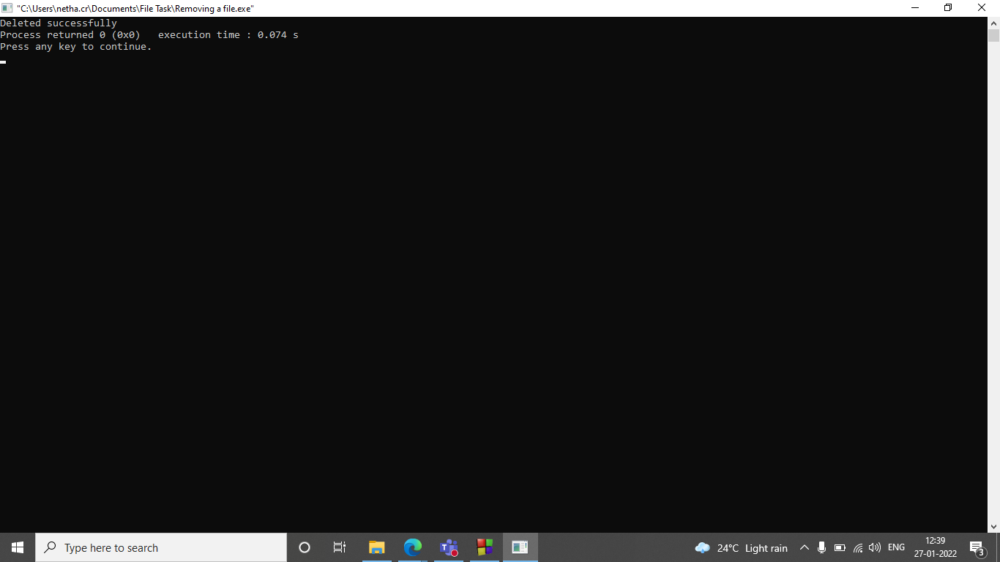 "C:\Users\netha.cr\Documents\File Task\Removing a file.exe"
Deleted successfully
Process returned 0 (0x0)   execution time : 0.074 s
Press any key to continue.
Type here to search
24°C Light rain
ENG
12:39
27-01-2022
3